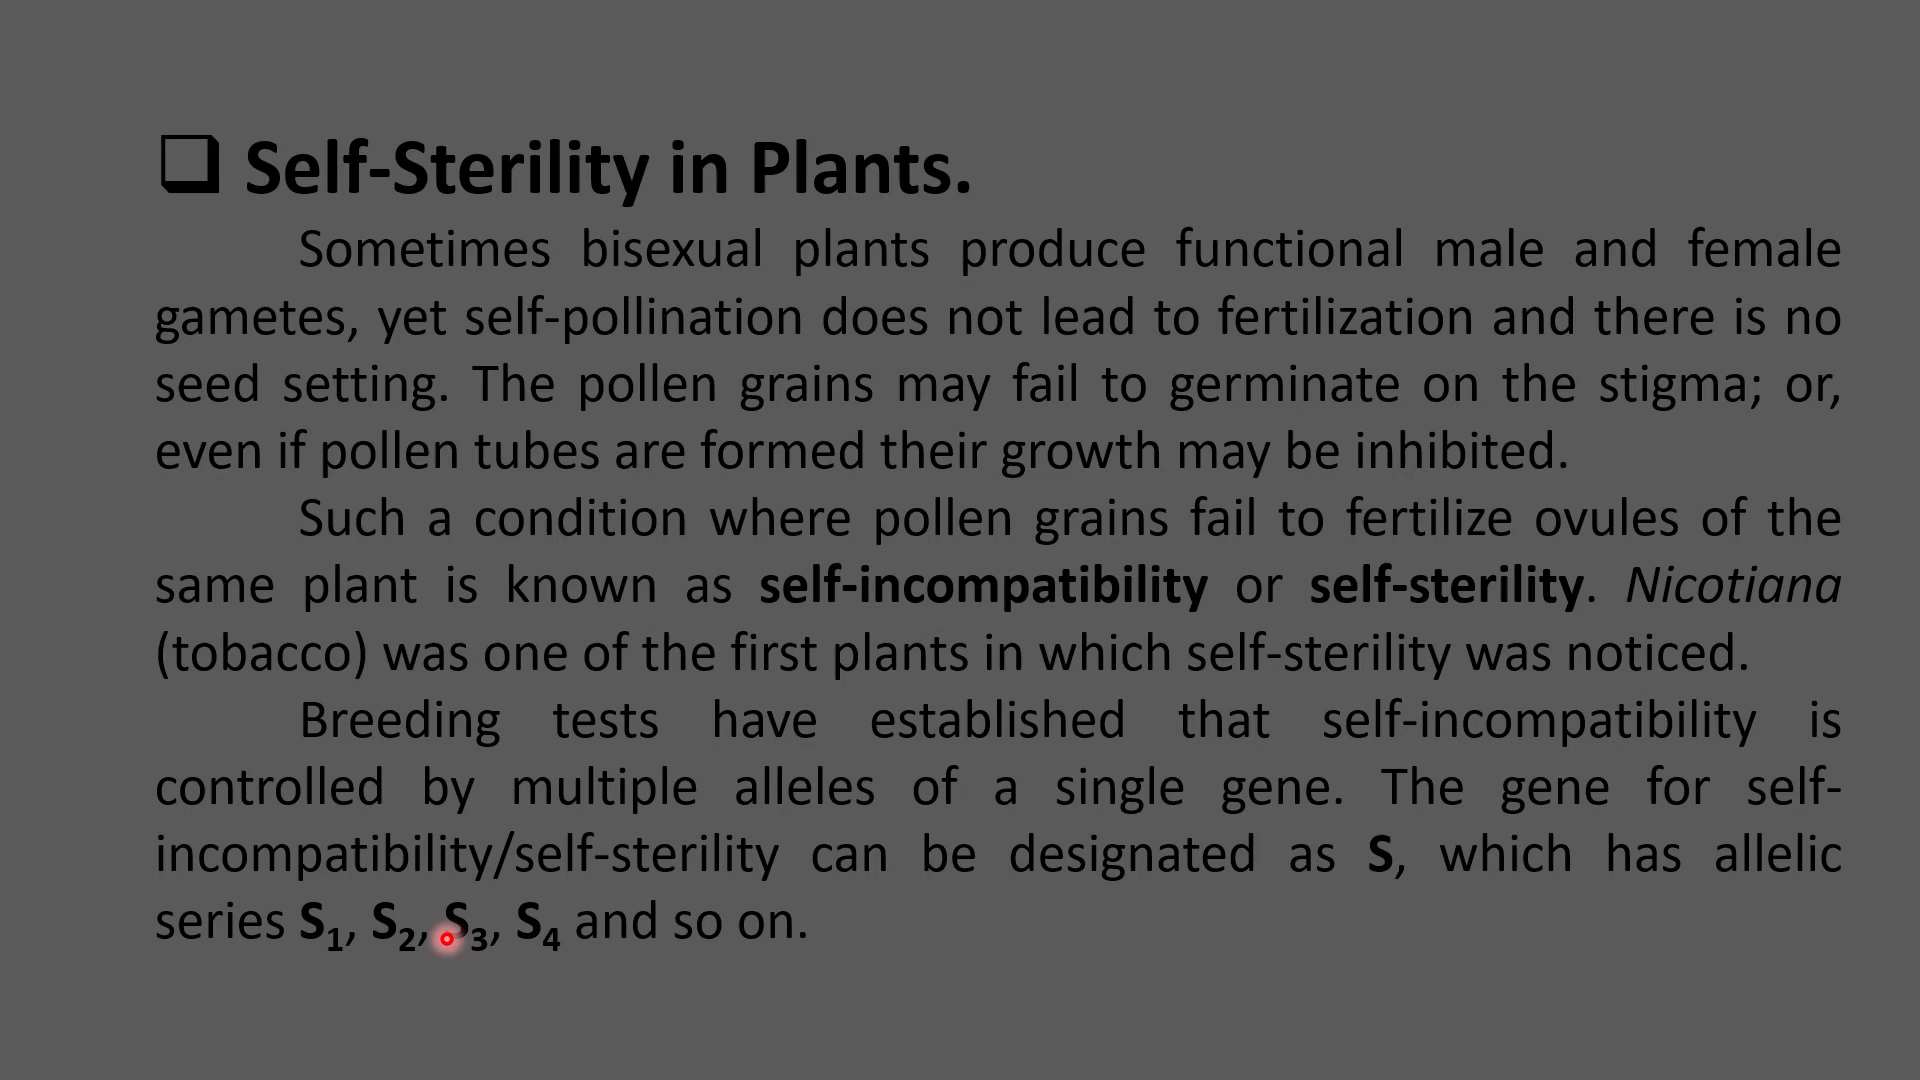 ❑ Self-Sterility in Plants.
Sometimes bisexual plants produce functional male and female
gametes, yet self-pollination does not lead to fertilization and there is no
seed setting. The pollen grains may fail to germinate on the stigma; or,
even if pollen tubes are formed their growth may be inhibited.
Such a condition where pollen grains fail to fertilize ovules of the
same plant is known as self-incompatibility or self-sterility. Nicotiana
(tobacco) was one of the first plants in which self-sterility was noticed.
Breeding tests have established that self-incompatibility is
controlled by multiple alleles of a single gene. The gene for self-
incompatibility/self-sterility can be designated as S, which has allelic
series S₁, S₂, S₃, S₄ and so on.